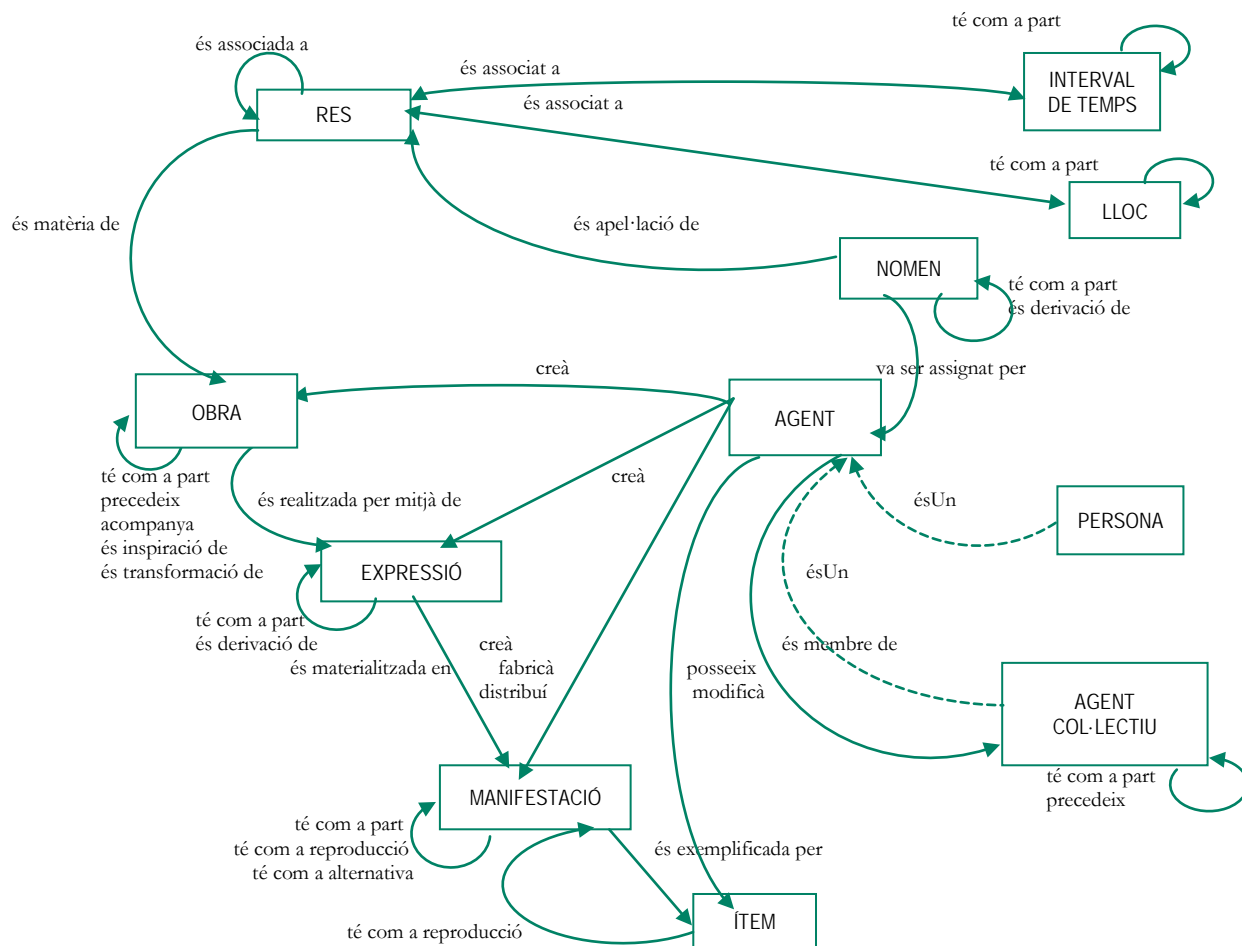 té com a part
és associada a
és associat a
INTERVAL
DE TEMPS
és associat a
RES
té com a part
LLOC
és matèria de
és apel·lació de
NOMEN
té com a part
és derivació de
creà
va ser assignat per
OBRA
AGENT
té com a part
precedeix
acompanya
és inspiració de
és transformació de
és realitzada per mitjà de
creà
ésUn
PERSONA
EXPRESSIÓ
ésUn
té com a part
és derivació de
és materialitzada en
creà
fabricà
distribuí
és membre de
posseeix
modificà
AGENT
COL·LECTIU
té com a part
precedeix
MANIFESTACIÓ
té com a part
té com a reproducció
té com a alternativa
és exemplificada per
té com a reproducció
ÍTEM